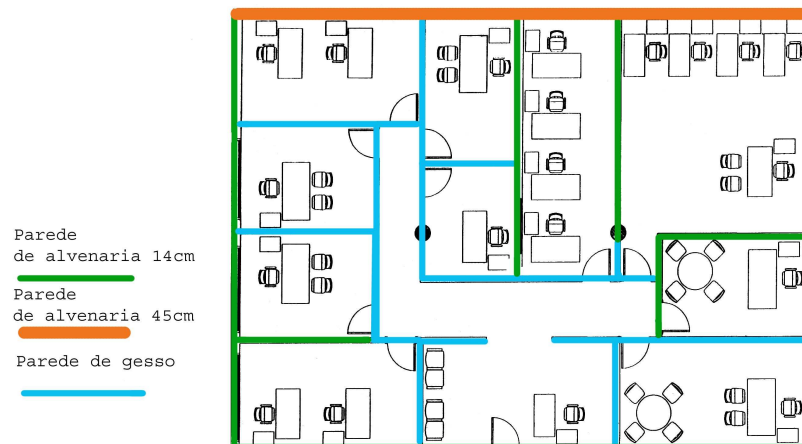 Parede
de alvenaria 14cm
Parede
de alvenaria 45cm
Parede de gesso